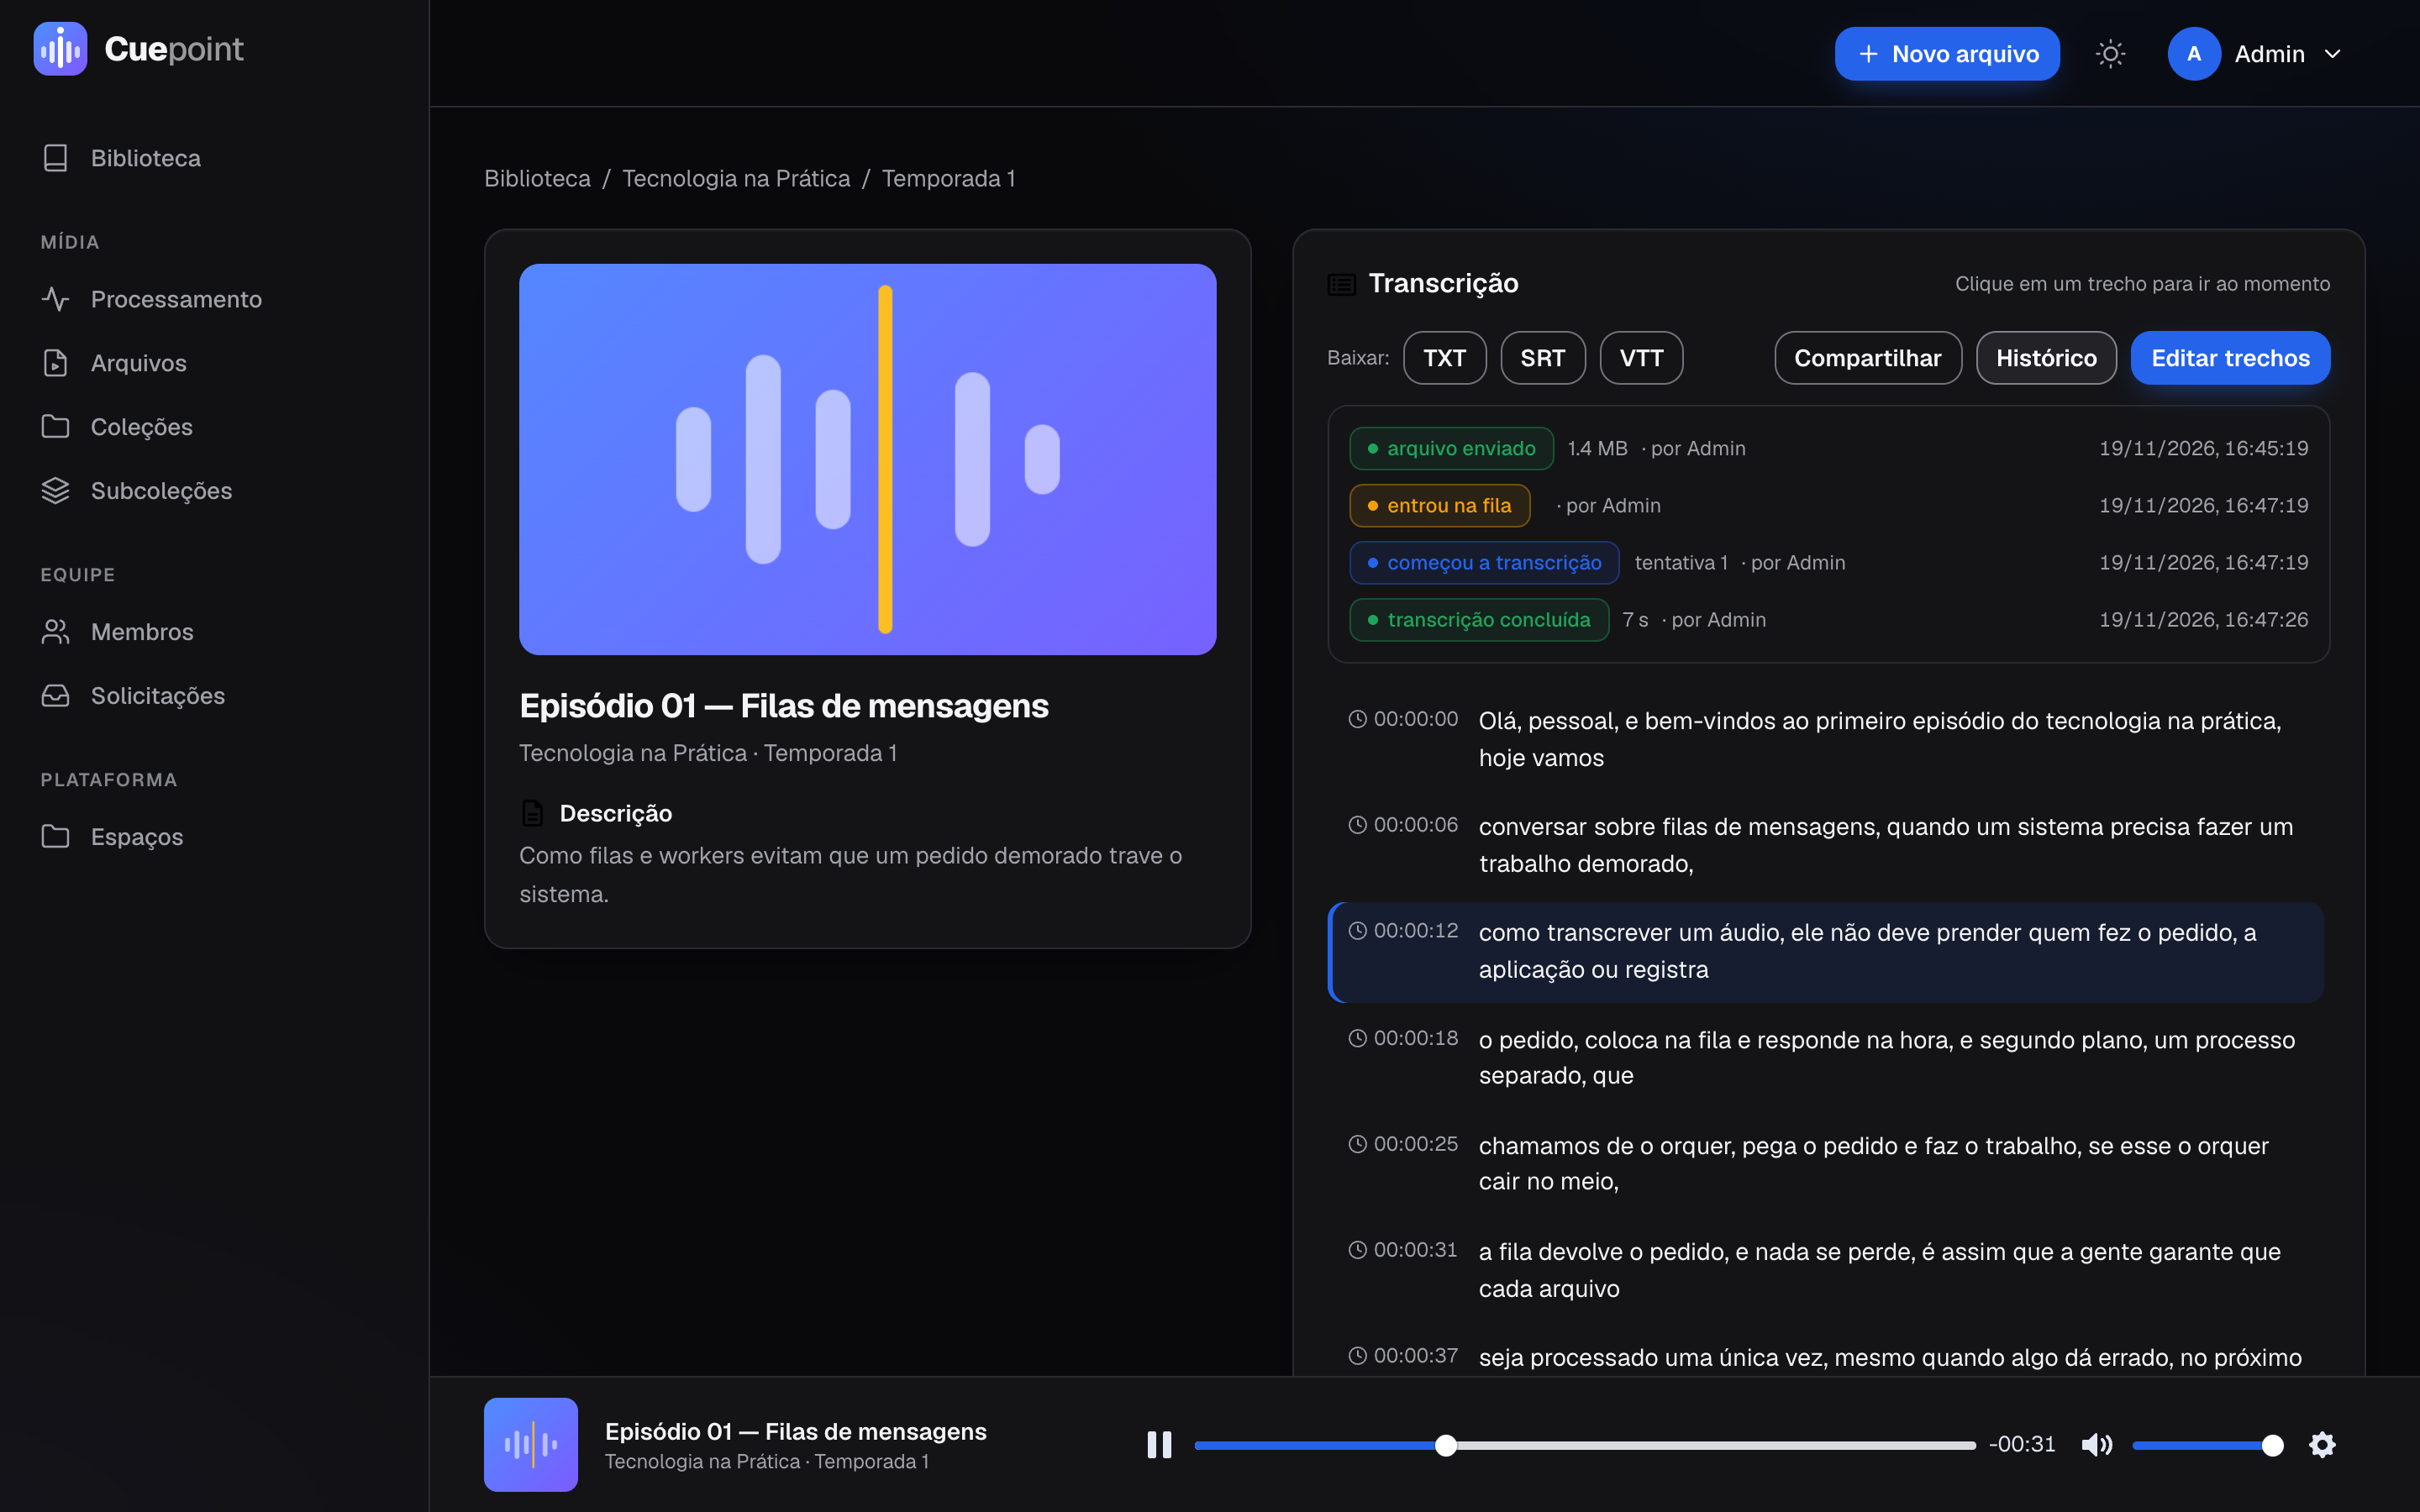 Cuepoint
Biblioteca
MÍDIA
Processamento
Arquivos
Coleções
Subcoleções
EQUIPE
Membros
Solicitações
PLATAFORMA
Espaços
Novo arquivo
A
Admin
Biblioteca / Tecnologia na Prática / Temporada 1
Episódio 01 — Filas de mensagens
Tecnologia na Prática · Temporada 1
Descrição
Como filas e workers evitam que um pedido demorado trave o
sistema.
Transcrição
Clique em um trecho para ir ao momento
Baixar: TXT SRT VTT
Compartilhar Histórico Editar trechos
arquivo enviado 1.4 MB · por Admin 19/11/2026, 16:45:19
entrou na fila · por Admin 19/11/2026, 16:47:19
começou a transcrição tentativa 1 · por Admin 19/11/2026, 16:47:19
transcrição concluída 7 s · por Admin 19/11/2026, 16:47:26
00:00:00 Olá, pessoal, e bem-vindos ao primeiro episódio do tecnologia na prática,
hoje vamos
00:00:06 conversar sobre filas de mensagens, quando um sistema precisa fazer um
trabalho demorado,
00:00:12 como transcrever um áudio, ele não deve prender quem fez o pedido, a
aplicação ou registra
00:00:18 o pedido, coloca na fila e responde na hora, e segundo plano, um processo
separado, que
00:00:25 chamamos de o orquer, pega o pedido e faz o trabalho, se esse o orquer
cair no meio,
00:00:31 a fila devolve o pedido, e nada se perde, é assim que a gente garante que
cada arquivo
00:00:37 seja processado uma única vez, mesmo quando algo dá errado, no próximo
Episódio 01 — Filas de mensagens
Tecnologia na Prática · Temporada 1
-00:31